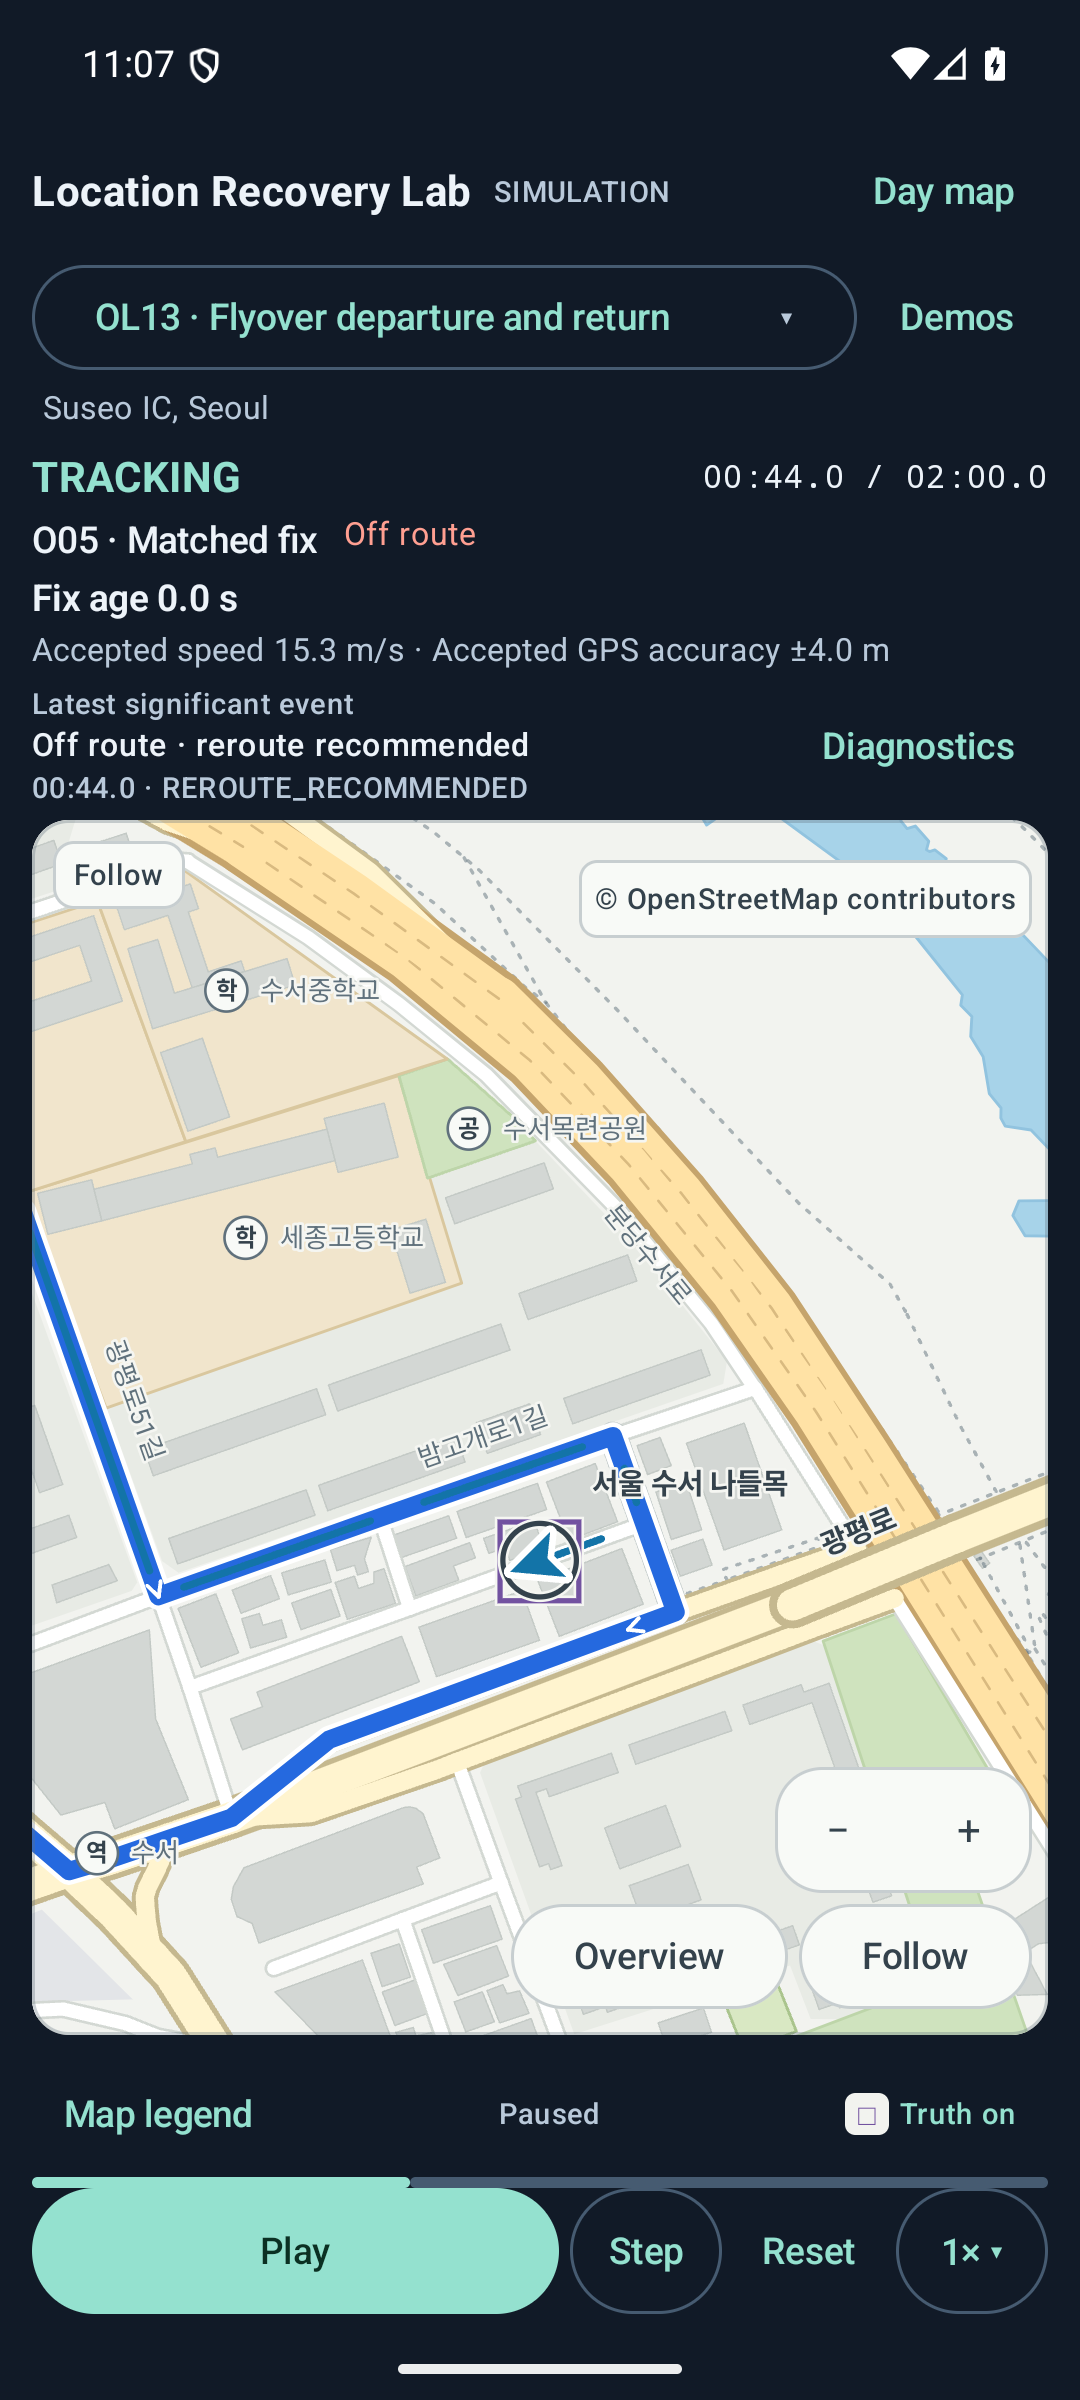 11:07
Location Recovery Lab SIMULATION Day map
OL13 · Flyover departure and return ▾ Demos
Suseo IC, Seoul
TRACKING 00:44.0 / 02:00.0
O05 · Matched fix Off route
Fix age 0.0 s
Accepted speed 15.3 m/s · Accepted GPS accuracy ±4.0 m
Latest significant event
Off route · reroute recommended Diagnostics
00:44.0 · REROUTE_RECOMMENDED
Follow
© OpenStreetMap contributors
학 수서중학교
공 수서목련공원
분당수서로
학 세종고등학교
광평로51길
밤고개로1길
서울 수서 나들목
광평로
역 수서
− +
Overview Follow
Map legend Paused Truth on
Play Step Reset 1× ▾